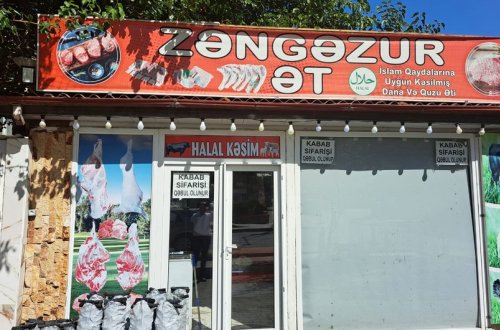 ZƏNGƏZUR
ƏT
حلال
HALAL
İslam Qaydalarına
Uyğun Kəsilmiş
Dana Və Quzu Əti
HALAL KƏSİM
KABAB
SİFARİŞİ
QƏBUL OLUNUR
KABAB
SİFARİŞİ
QƏBUL OLUNUR
KABAB
SİFARİŞİ
QƏBUL OLUNUR